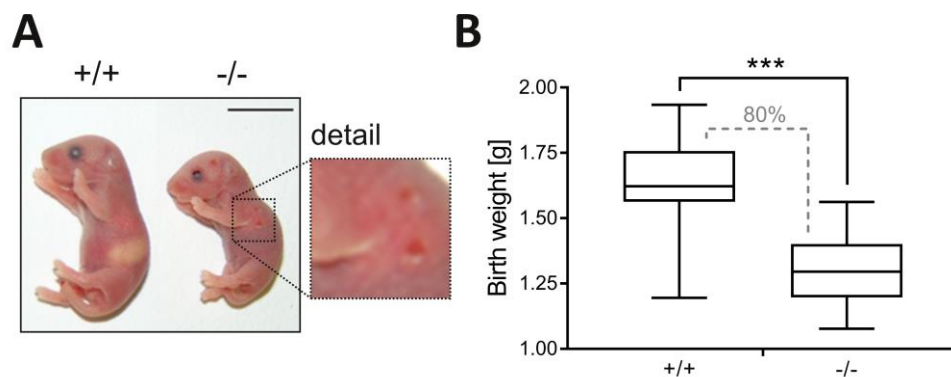 A
+/+ -/-
detail
B
***
80%
Birth weight [g]
2.00
1.75
1.50
1.25
1.00
+/+ -/-